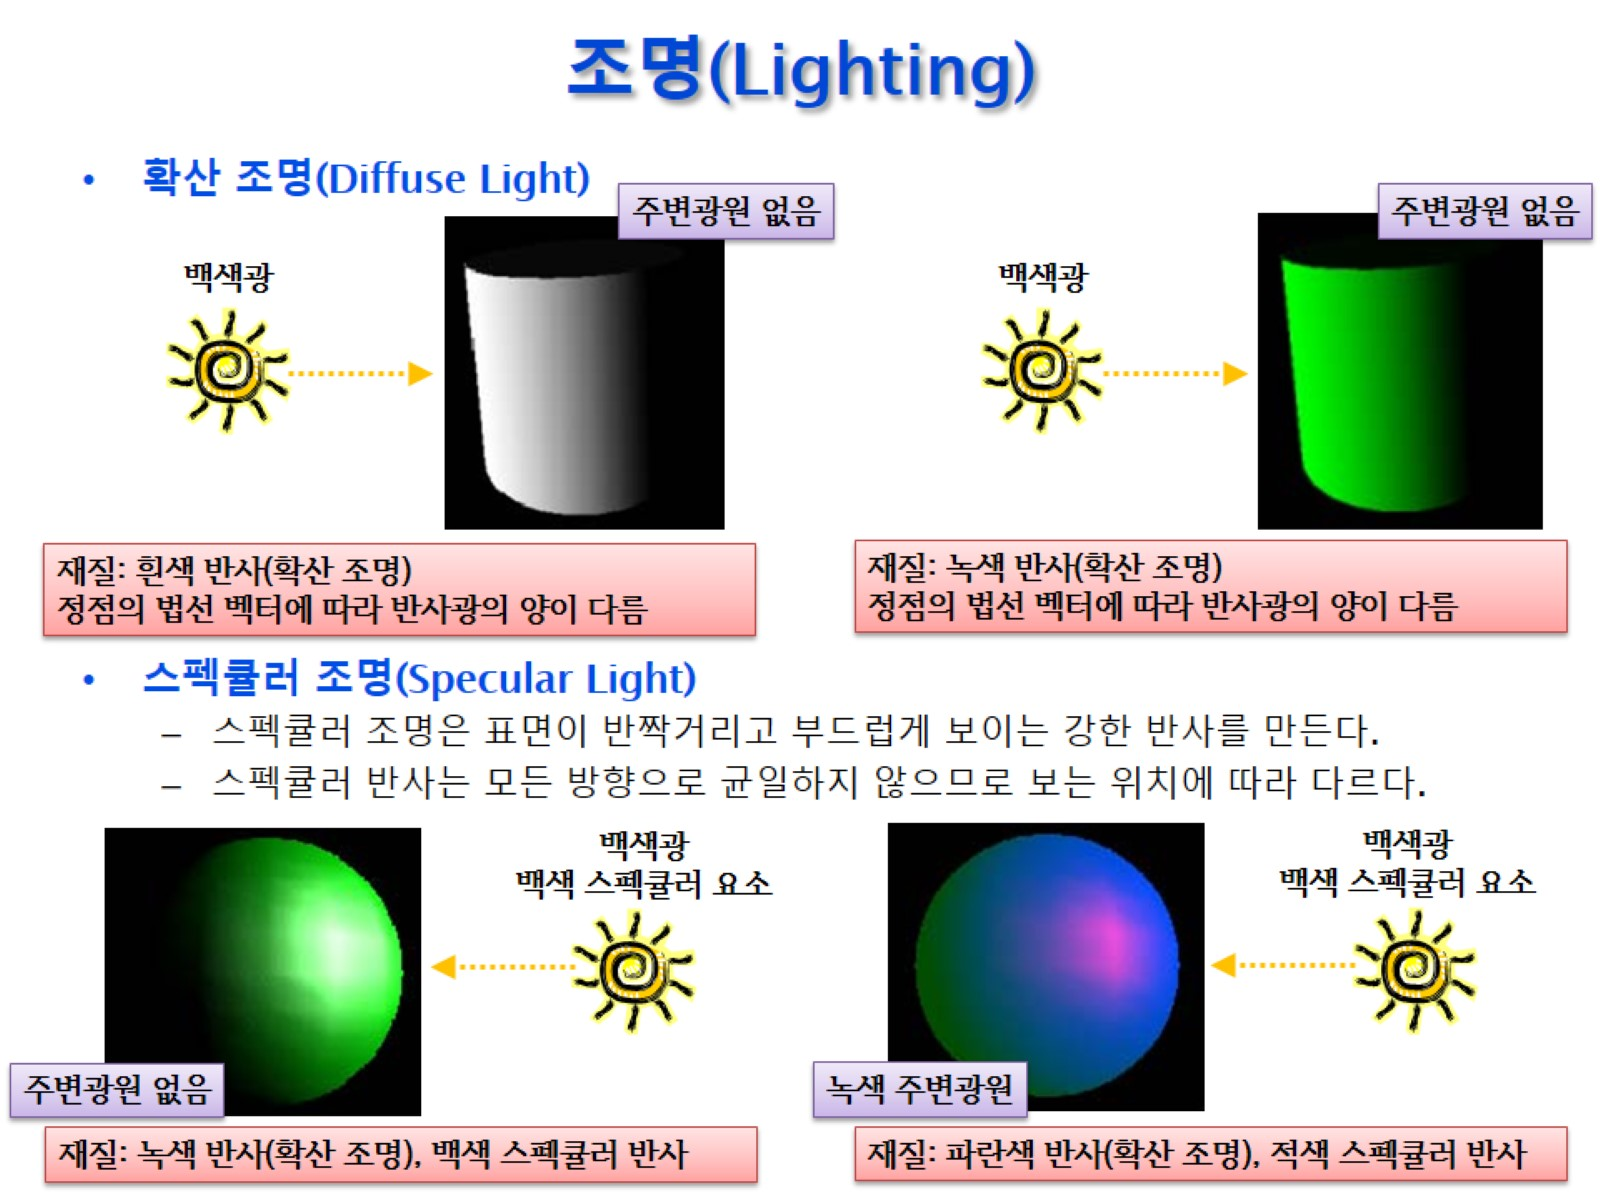 조명(Lighting)
• 확산 조명(Diffuse Light)
주변광원 없음
주변광원 없음
백색광
백색광
재질: 흰색 반사(확산 조명)
정점의 법선 벡터에 따라 반사광의 양이 다름
재질: 녹색 반사(확산 조명)
정점의 법선 벡터에 따라 반사광의 양이 다름
• 스펙큘러 조명(Specular Light)
– 스펙큘러 조명은 표면이 반짝거리고 부드럽게 보이는 강한 반사를 만든다.
– 스펙큘러 반사는 모든 방향으로 균일하지 않으므로 보는 위치에 따라 다르다.
백색광
백색 스펙큘러 요소
백색광
백색 스펙큘러 요소
주변광원 없음
녹색 주변광원
재질: 녹색 반사(확산 조명), 백색 스펙큘러 반사
재질: 파란색 반사(확산 조명), 적색 스펙큘러 반사